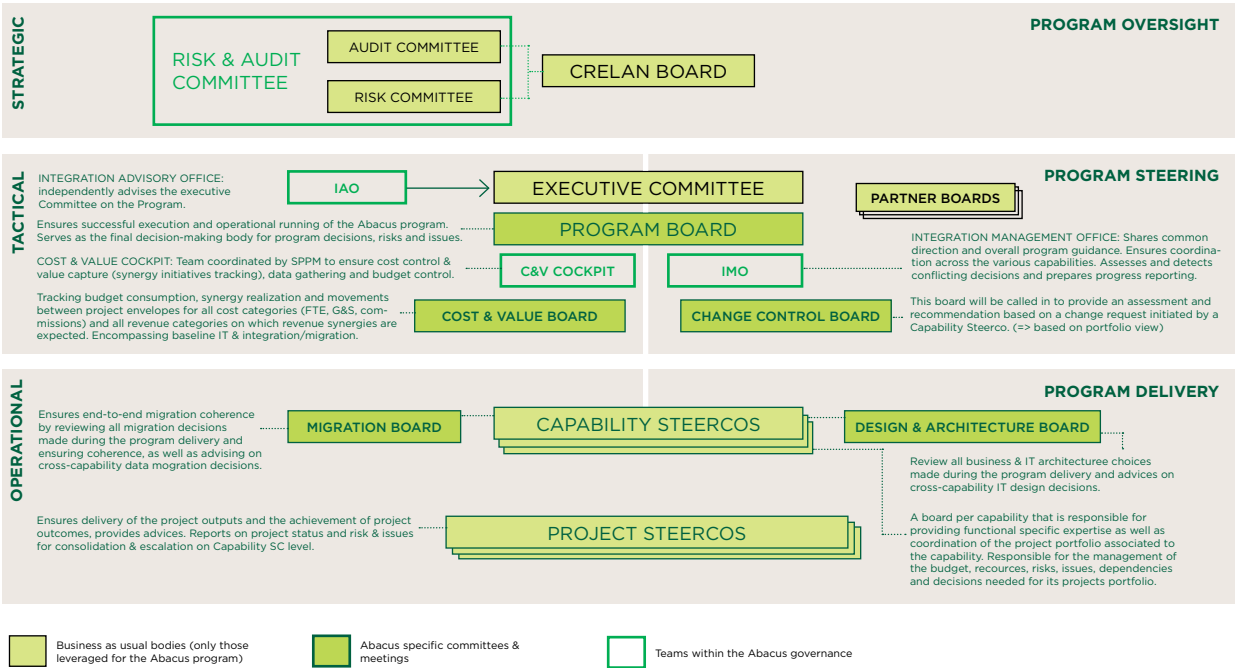 STRATEGIC
PROGRAM OVERSIGHT
RISK & AUDIT
COMMITTEE
AUDIT COMMITTEE
RISK COMMITTEE
CRELAN BOARD
TACTICAL
PROGRAM STEERING
INTEGRATION ADVISORY OFFICE:
independently advises the executive
Committee on the Program.
IAO
EXECUTIVE COMMITTEE
PARTNER BOARDS
Ensures successful execution and operational running of the Abacus program.
Serves as the final decision-making body for program decisions, risks and issues.
PROGRAM BOARD
INTEGRATION MANAGEMENT OFFICE: Shares common
direction and overall program guidance. Ensures coordina-
tion across the various capabilities. Assesses and detects
conflicting decisions and prepares progress reporting.
COST & VALUE COCKPIT: Team coordinated by SPPM to ensure cost control &
value capture (synergy initiatives tracking), data gathering and budget control.
C&V COCKPIT
IMO
Tracking budget consumption, synergy realization and movements
between project envelopes for all cost categories (FTE, G&S, com-
missions) and all revenue categories on which revenue synergies are
expected. Encompassing baseline IT & integration/migration.
COST & VALUE BOARD
CHANGE CONTROL BOARD
This board will be called in to provide an assessment and
recommendation based on a change request initiated by a
Capability Steerco. (=> based on portfolio view)
OPERATIONAL
PROGRAM DELIVERY
Ensures end-to-end migration coherence
by reviewing all migration decisions
made during the program delivery and
ensuring coherence, as well as advising on
cross-capability data mogration decisions.
MIGRATION BOARD
CAPABILITY STEERCOS
DESIGN & ARCHITECTURE BOARD
Review all business & IT architecturee choices
made during the program delivery and advices on
cross-capability IT design decisions.
Ensures delivery of the project outputs and the achievement of project
outcomes, provides advices. Reports on project status and risk & issues
for consolidation & escalation on Capability SC level.
PROJECT STEERCOS
A board per capability that is responsible for
providing functional specific expertise as well as
coordination of the project portfolio associated to
the capability. Responsible for the management of
the budget, recources, risks, issues, dependencies
and decisions needed for its projects portfolio.
Business as usual bodies (only those
leveraged for the Abacus program)
Abacus specific committees &
meetings
Teams within the Abacus governance